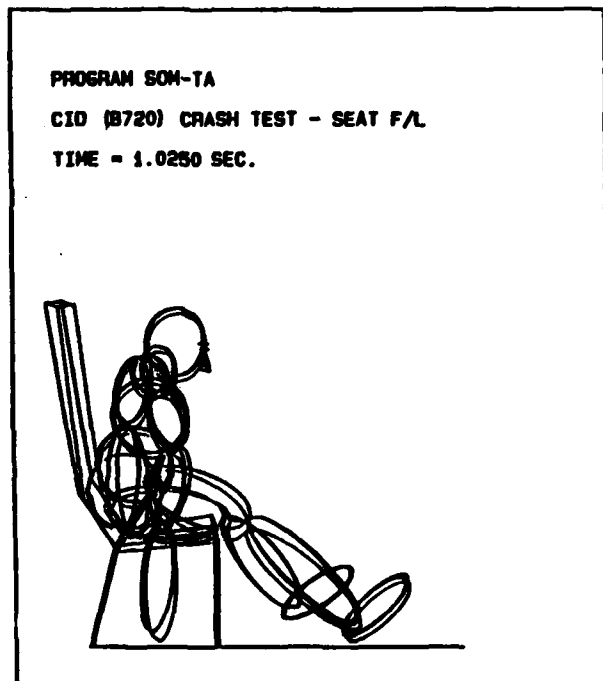 PROGRAM SOM-TA
CID (B720) CRASH TEST - SEAT F/L
TIME = 1.0250 SEC.